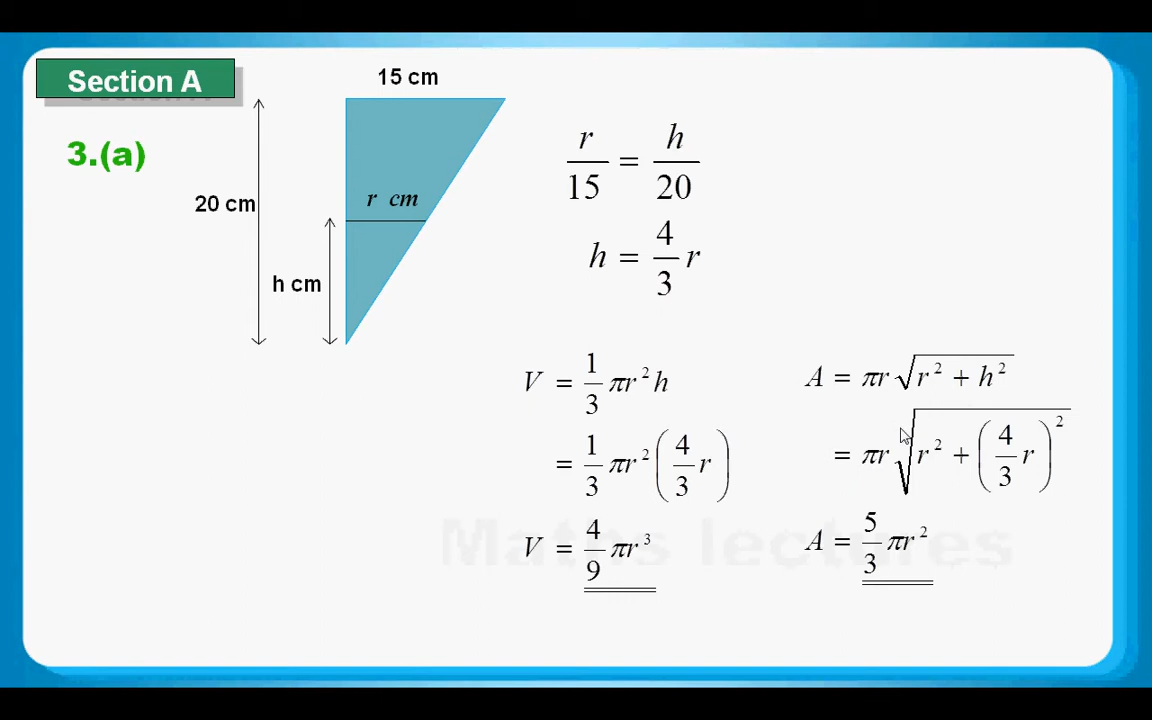 Section A
3.(a)
15 cm
20 cm
r cm
h cm
r/15 = h/20
h = 4/3 r
V = 1/3 πr²h
= 1/3 πr² (4/3 r)
V = 4/9 πr³
A = πr√(r² + h²)
= πr√(r² + (4/3 r)²)
A = 5/3 πr²
Maths lectures